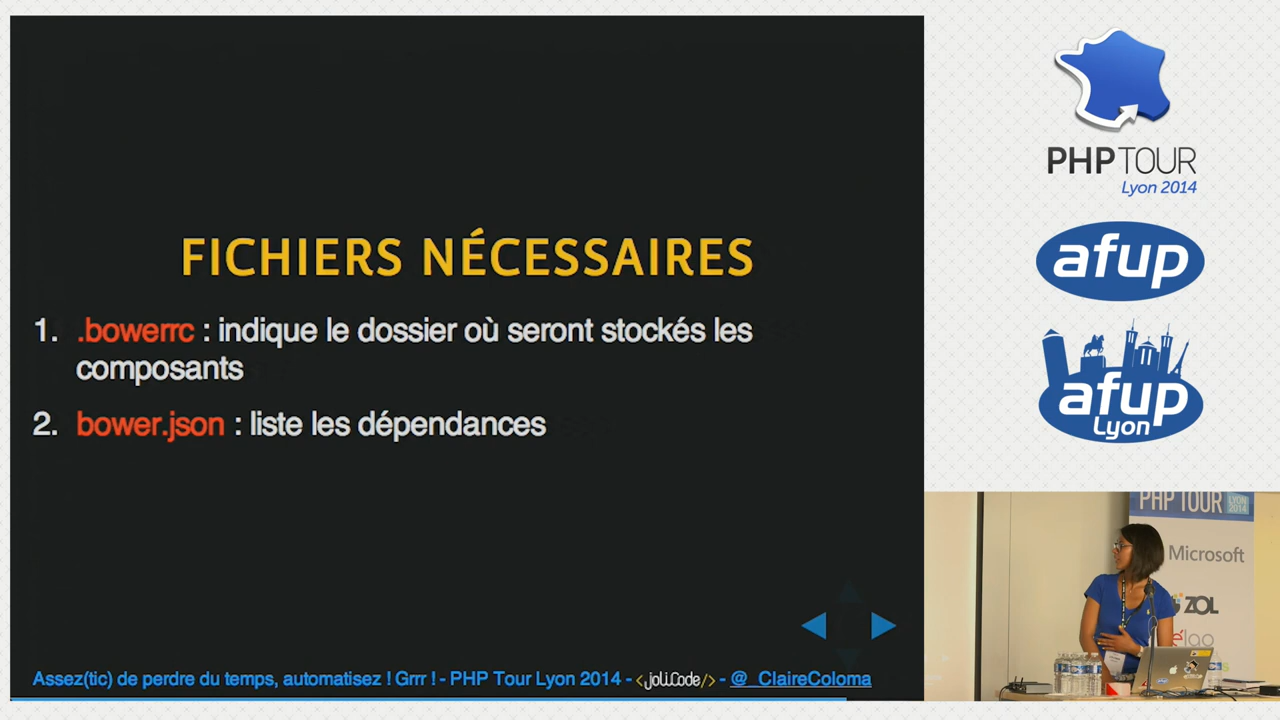 FICHIERS NÉCESSAIRES
1. .bowerrc : indique le dossier où seront stockés les
composants
2. bower.json : liste les dépendances
Assez(tic) de perdre du temps, automatisez ! Grrr ! - PHP Tour Lyon 2014 - <joliCode/> - @_ClaireColoma
PHP TOUR
Lyon 2014
afup
afup
Lyon
PHP TOUR LYON 2014
Microsoft
ZOL